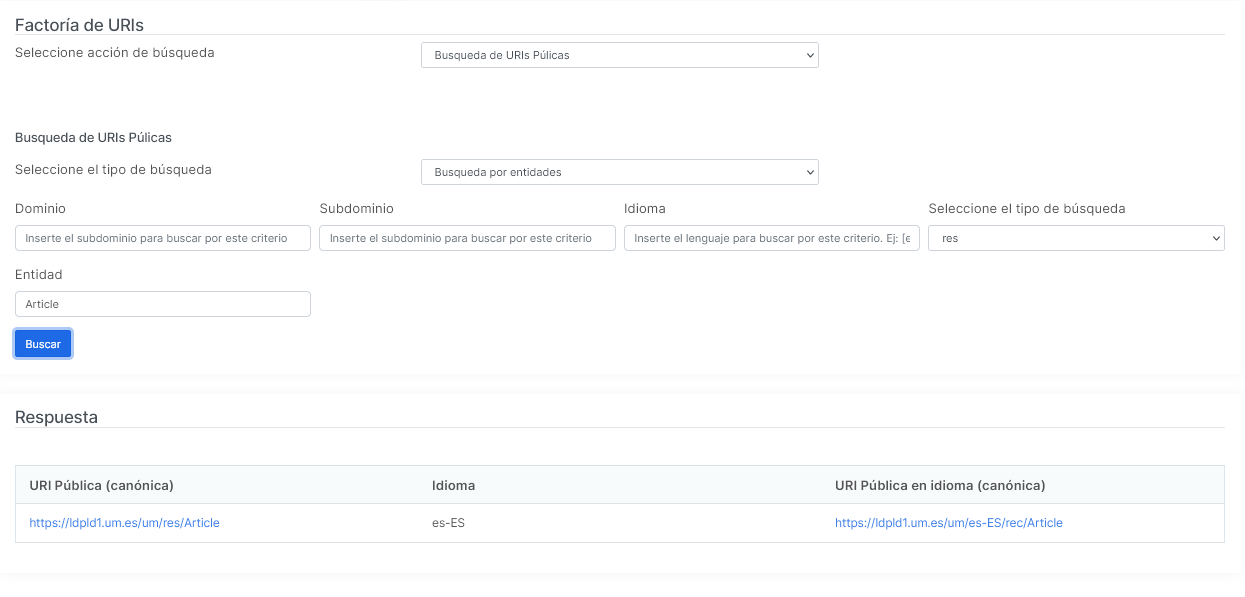 Factoría de URIs
Seleccione acción de búsqueda
Busqueda de URIs Púlicas
Busqueda de URIs Púlicas
Seleccione el tipo de búsqueda
Busqueda por entidades
Dominio Subdominio Idioma Seleccione el tipo de búsqueda
Inserte el subdominio para buscar por este criterio Inserte el subdominio para buscar por este criterio Inserte el lenguaje para buscar por este criterio. Ej: [e res
Entidad
Article
Buscar
Respuesta
URI Pública (canónica) Idioma URI Pública en idioma (canónica)
https://ldpld1.um.es/um/res/Article es-ES https://ldpld1.um.es/um/es-ES/rec/Article